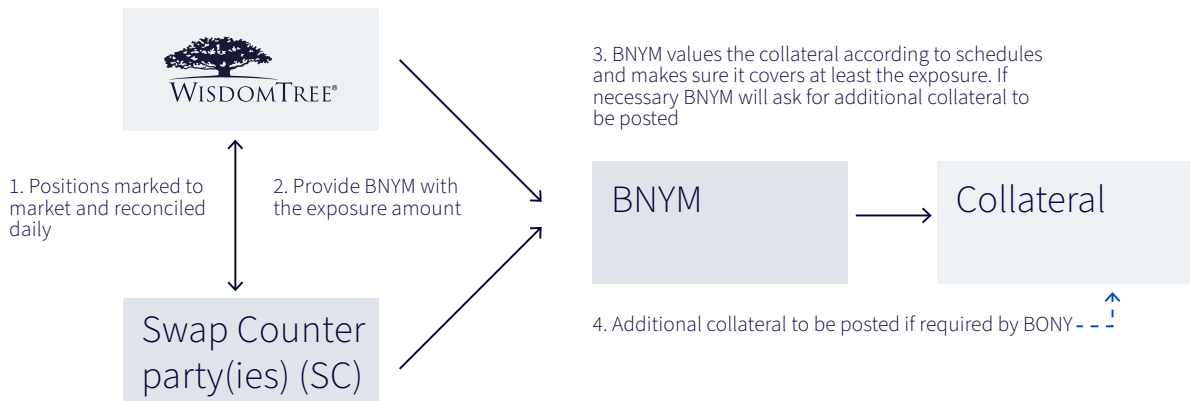 WISDOMTREE®
1. Positions marked to
market and reconciled
daily
2. Provide BNYM with
the exposure amount
Swap Counter
party(ies) (SC)
3. BNYM values the collateral according to schedules
and makes sure it covers at least the exposure. If
necessary BNYM will ask for additional collateral to
be posted
BNYM
Collateral
4. Additional collateral to be posted if required by BONY